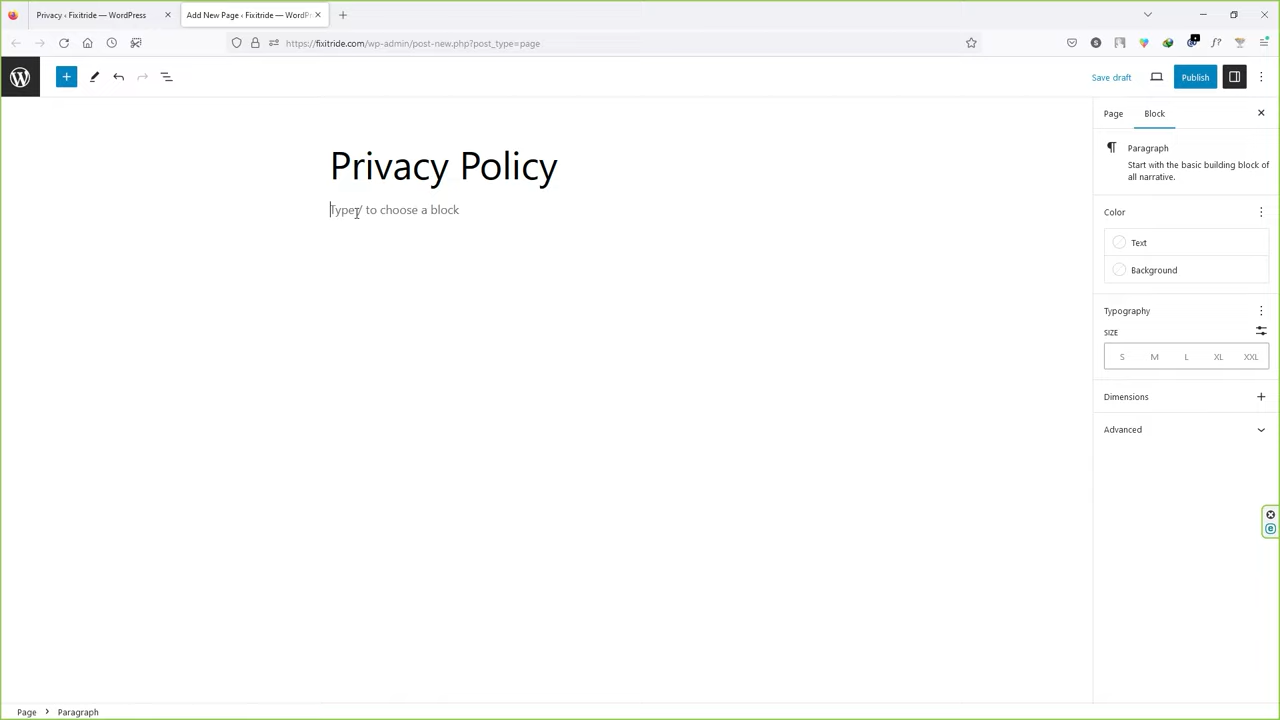 Privacy ‹ Fixitride — WordPress
Add New Page ‹ Fixitride — WordPr
https://fixitride.com/wp-admin/post-new.php?post_type=page
Save draft
Publish
Page
Block
Privacy Policy
Type / to choose a block
Paragraph
Start with the basic building block of
all narrative.
Color
Text
Background
Typography
SIZE
S M L XL XXL
Dimensions
Advanced
Page > Paragraph